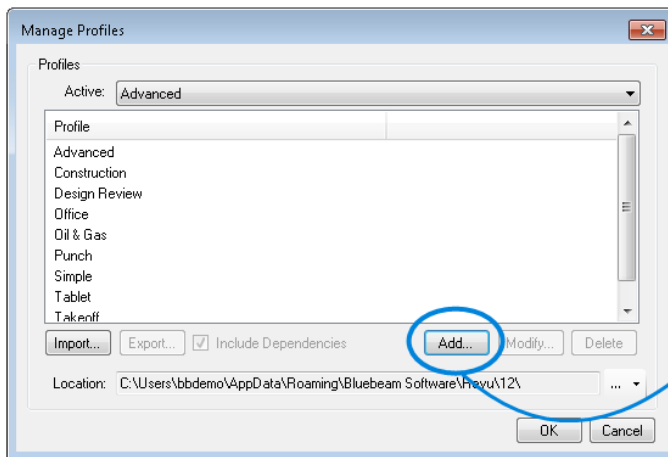 Manage Profiles
Profiles
Active: Advanced
Profile
Advanced
Construction
Design Review
Office
Oil & Gas
Punch
Simple
Tablet
Takeoff
Import... Export... Include Dependencies Add... Modify... Delete
Location: C:\Users\bbdemo\AppData\Roaming\Bluebeam Software\Revu\12\ ...
OK Cancel